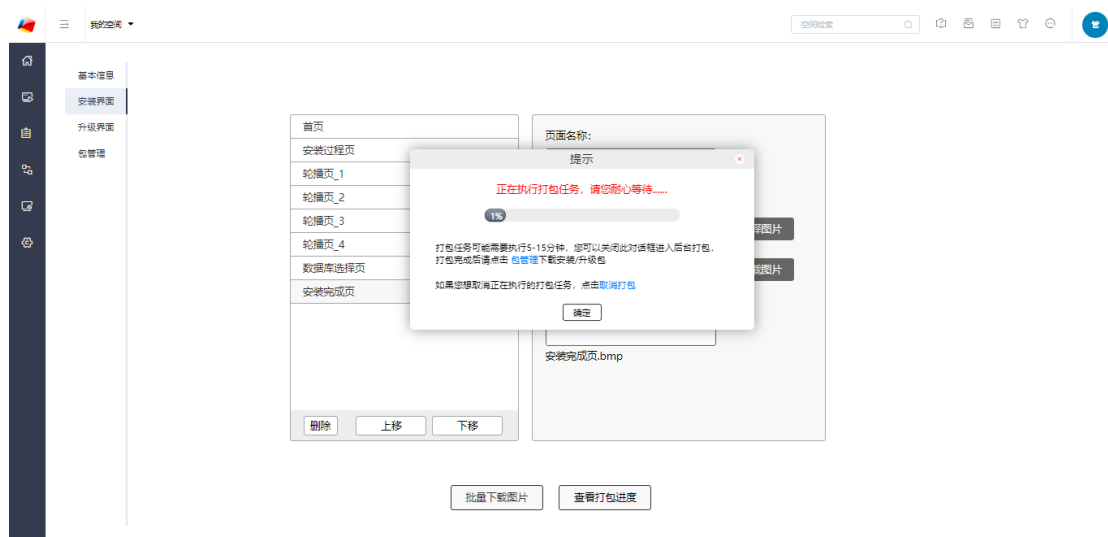 我的空间
空间检索
管
基本信息
安装界面
升级界面
包管理
首页
安装过程页
轮播页_1
轮播页_2
轮播页_3
轮播页_4
数据库选择页
安装完成页
删除
上移
下移
页面名称:
图片
图片
安装完成页.bmp
提示
正在执行打包任务，请您耐心等待......
1%
打包任务可能需要执行5-15分钟，您可以关闭此对话框进入后台打包，
打包完成后请点击 包管理下载安装/升级包
如果您想取消正在执行的打包任务，点击取消打包
确定
批量下载图片
查看打包进度